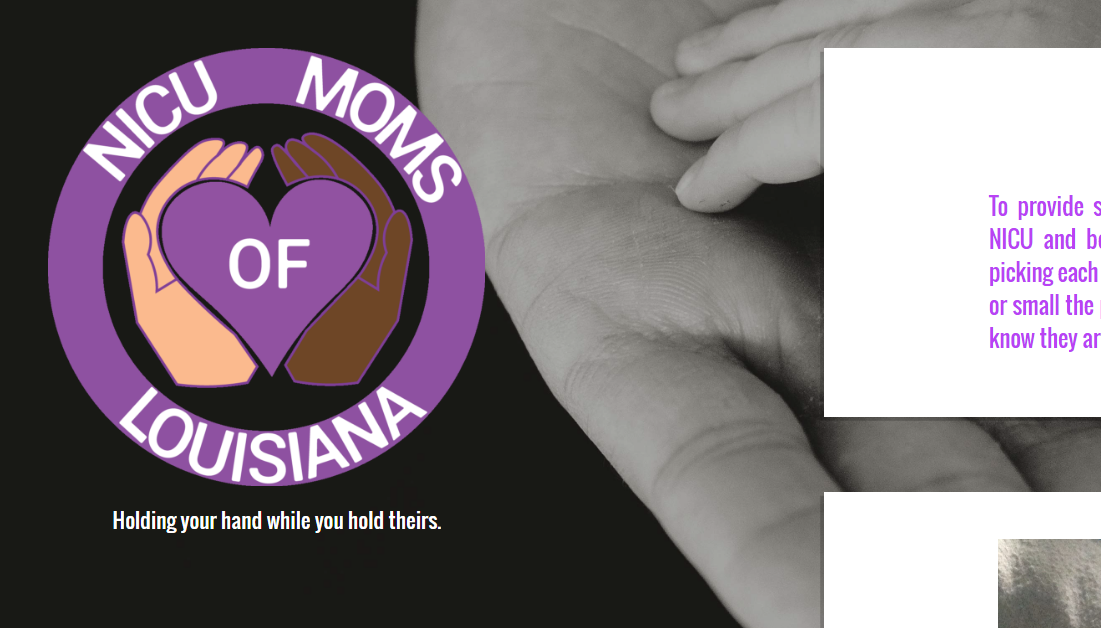 NICU MOMS
OF
LOUISIANA
Holding your hand while you hold theirs.
To provide
NICU and
picking each
or small the
know they